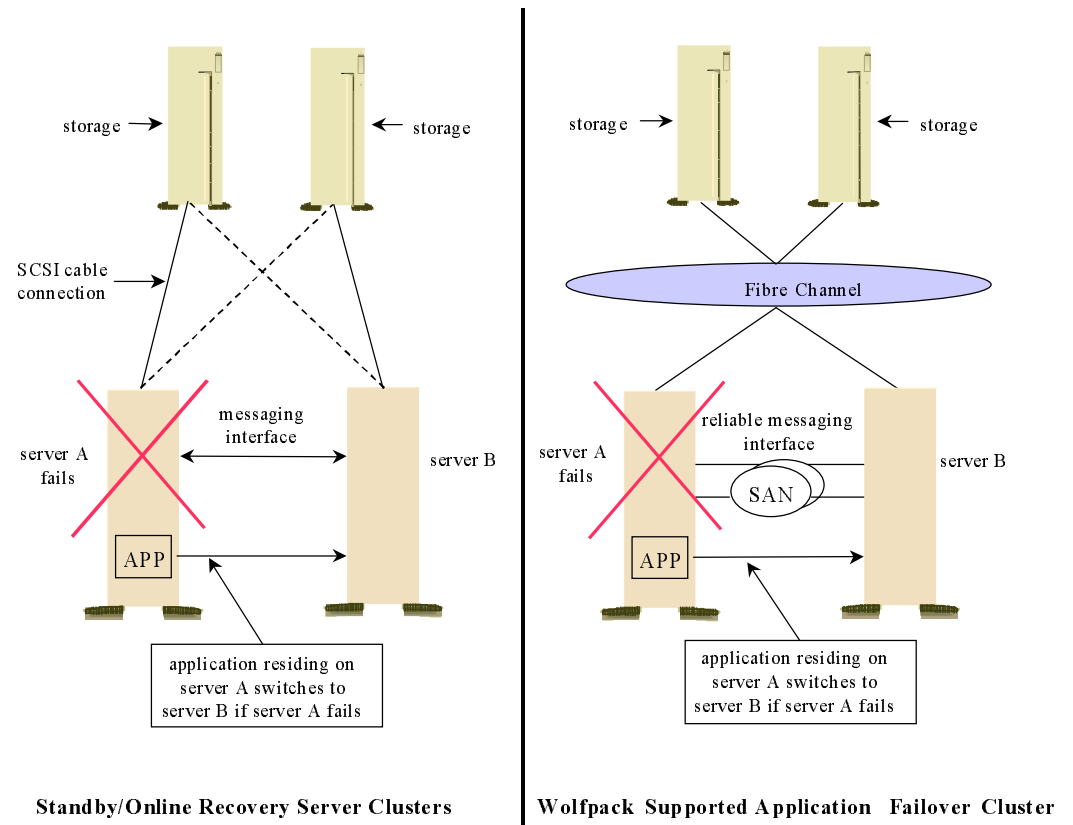 storage
storage
SCSI cable
connection
messaging
interface
server A
fails
server B
APP
application residing on
server A switches to
server B if server A fails
Standby/Online Recovery Server Clusters
storage
storage
Fibre Channel
reliable messaging
interface
server A
fails
SAN
server B
APP
application residing on
server A switches to
server B if server A fails
Wolfpack Supported Application Failover Cluster